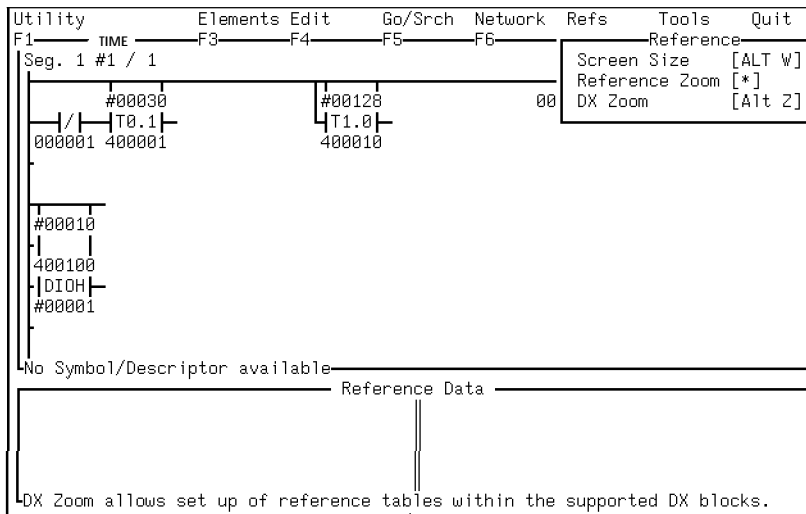 Utility Elements Edit Go/Srch Network Refs Tools Quit
F1 TIME F3 F4 F5 F6 Reference
Seg. 1 #1 / 1
Screen Size [ALT W]
Reference Zoom [*]
DX Zoom [Alt Z]
#00030 #00128 00
/ T0.1 T1.0
000001 400001 400010
#00010
400100
DIOH
#00001
No Symbol/Descriptor available
Reference Data
DX Zoom allows set up of reference tables within the supported DX blocks.